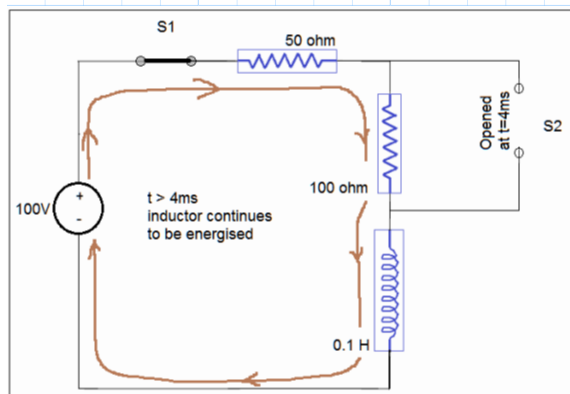 S1
50 ohm
Opened
at t=4ms
S2
100 ohm
100V
+
-
t > 4ms
inductor continues
to be energised
0.1 H